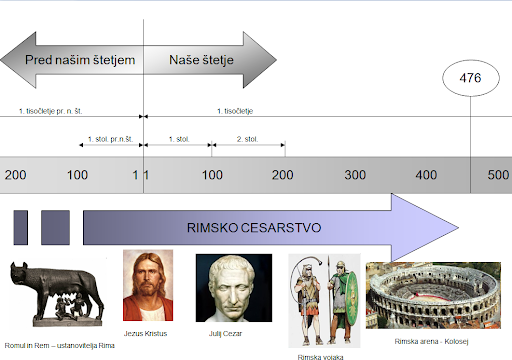 Pred našim štetjem
Naše štetje
476
1. tisočletje pr. n. št.
1. tisočletje
1. stol. pr.n.št.
1. stol.
2. stol.
200
100
1
1
100
200
300
400
500
RIMSKO CESARSTVO
Romul in Rem – ustanovitelja Rima
Jezus Kristus
Julij Cezar
Rimska vojaka
Rimska arena - Kolosej